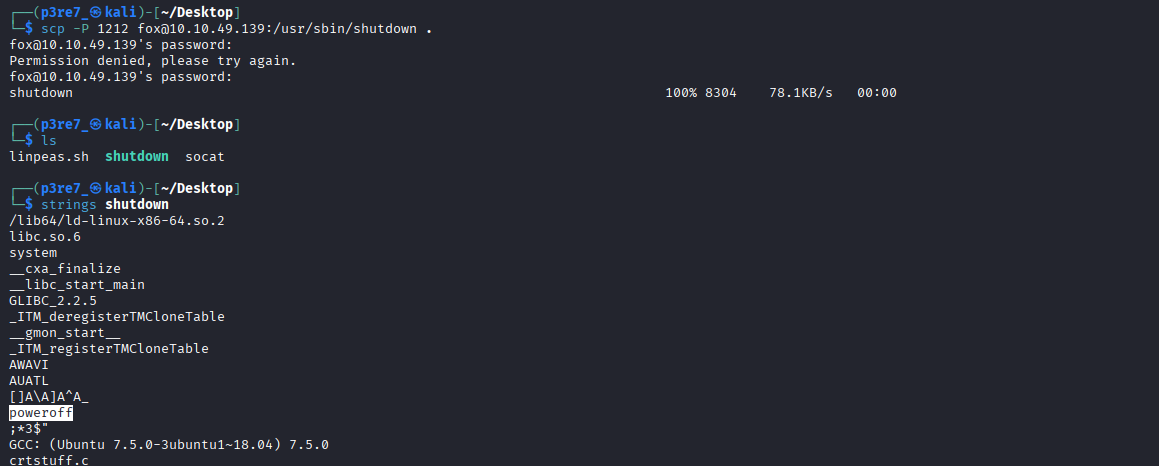 ┌──(p3re7_㉿kali)-[~/Desktop]
└─$ scp -P 1212 fox@10.10.49.139:/usr/sbin/shutdown .
fox@10.10.49.139's password:
Permission denied, please try again.
fox@10.10.49.139's password:
shutdown 100% 8304 78.1KB/s 00:00
┌──(p3re7_㉿kali)-[~/Desktop]
└─$ ls
linpeas.sh shutdown socat
┌──(p3re7_㉿kali)-[~/Desktop]
└─$ strings shutdown
/lib64/ld-linux-x86-64.so.2
libc.so.6
system
__cxa_finalize
__libc_start_main
GLIBC_2.2.5
_ITM_deregisterTMCloneTable
__gmon_start__
_ITM_registerTMCloneTable
AWAVI
AUATL
[]A\A]A^A_
poweroff
;*3$"
GCC: (Ubuntu 7.5.0-3ubuntu1~18.04) 7.5.0
crtstuff.c